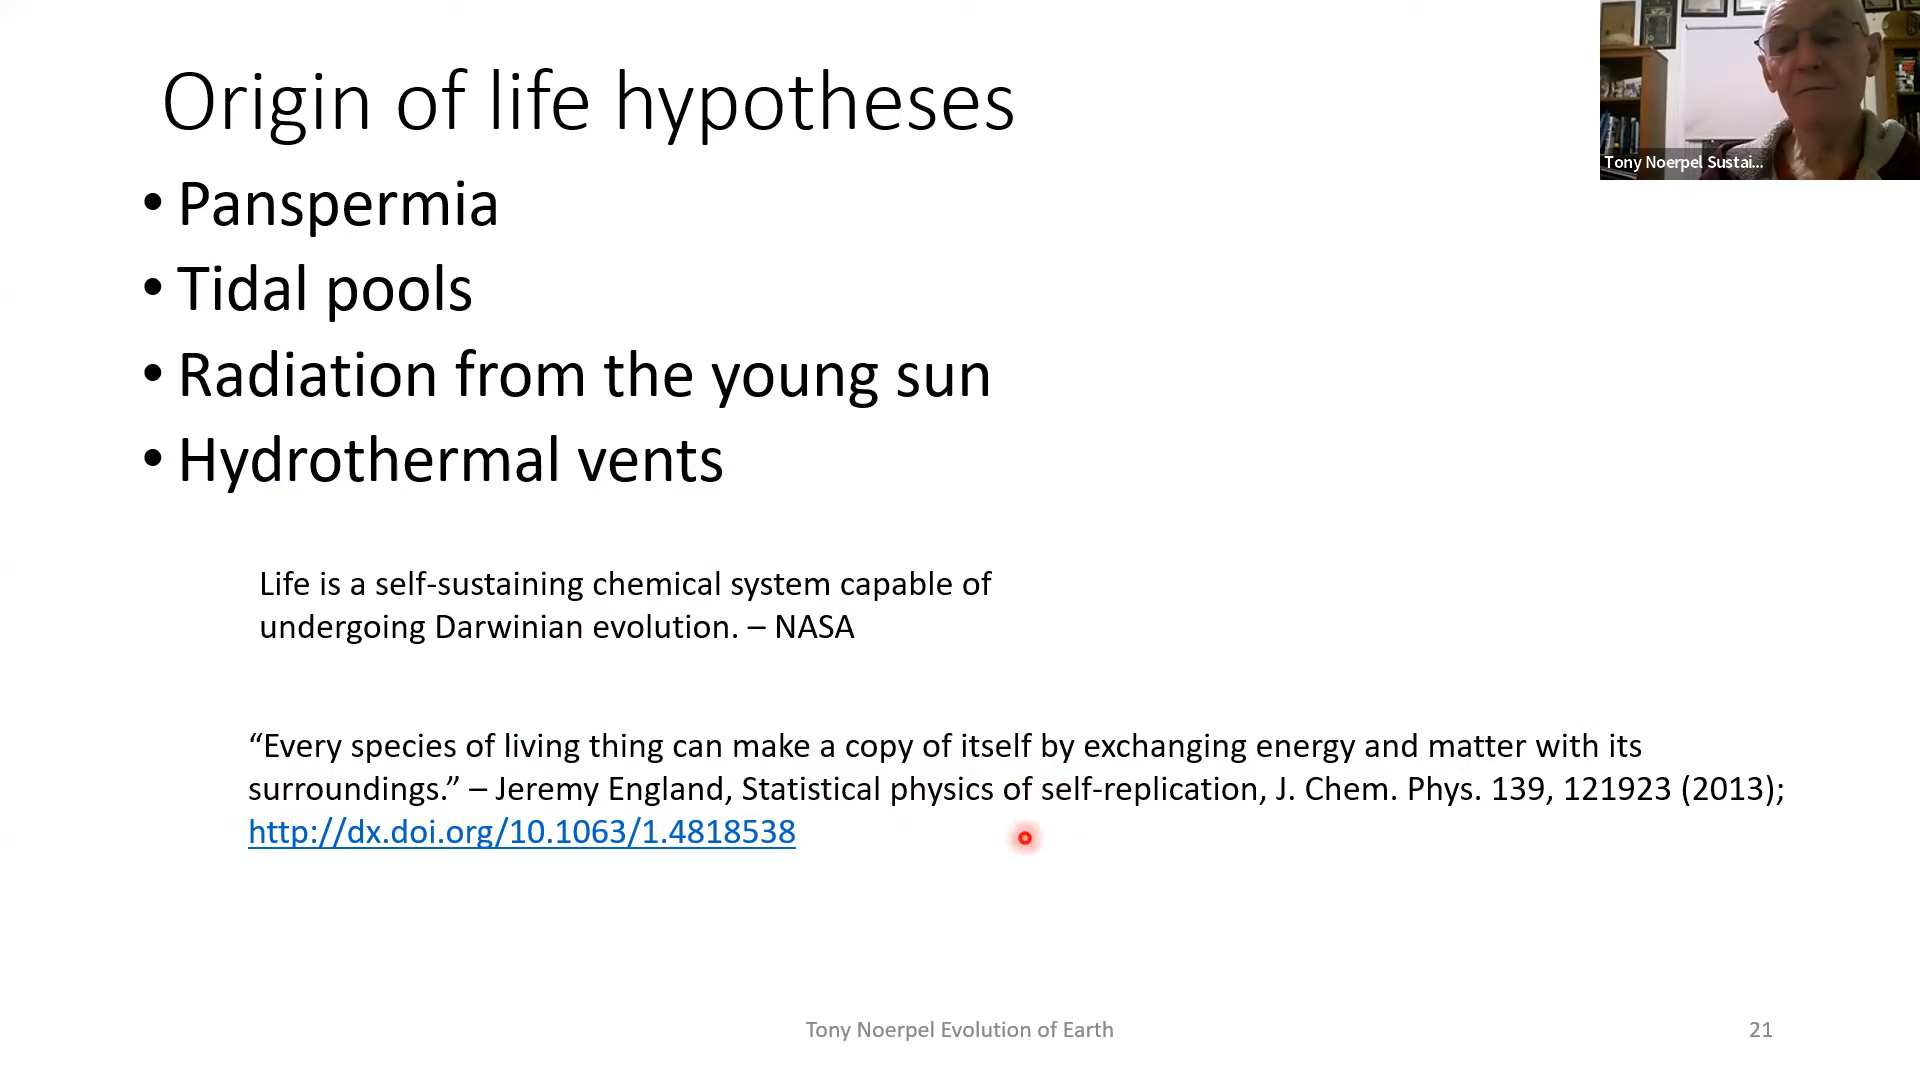 Origin of life hypotheses
• Panspermia
• Tidal pools
• Radiation from the young sun
• Hydrothermal vents
Life is a self-sustaining chemical system capable of
undergoing Darwinian evolution. – NASA
“Every species of living thing can make a copy of itself by exchanging energy and matter with its
surroundings.” – Jeremy England, Statistical physics of self-replication, J. Chem. Phys. 139, 121923 (2013);
http://dx.doi.org/10.1063/1.4818538
Tony Noerpel Evolution of Earth
21
Tony Noerpel Sustai...